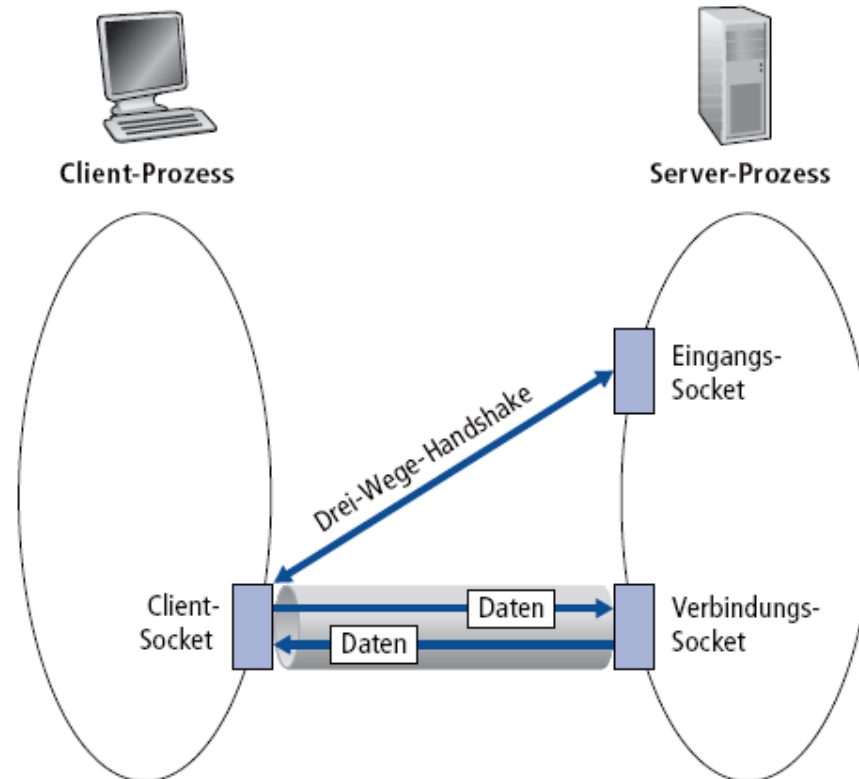 Client-Prozess
Server-Prozess
Eingangs-
Socket
Drei-Wege-Handshake
Client-
Socket
Daten
Daten
Verbindungs-
Socket